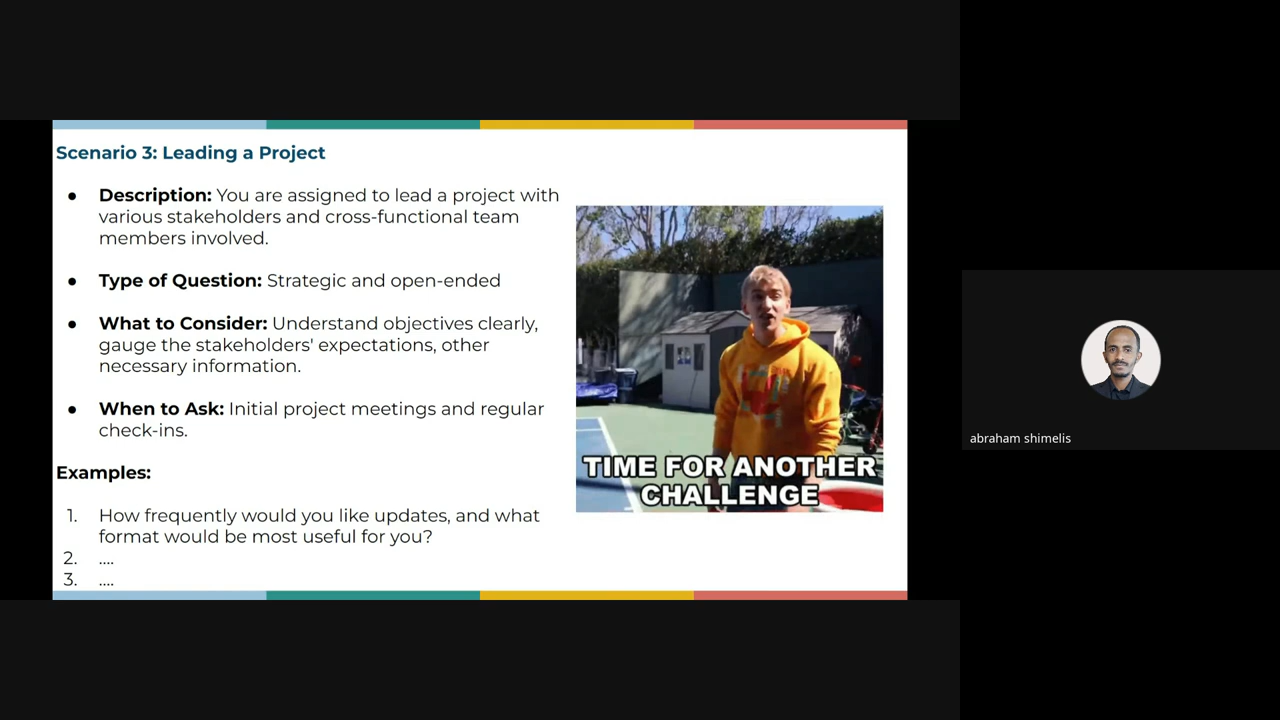 Scenario 3: Leading a Project
● Description: You are assigned to lead a project with
various stakeholders and cross-functional team
members involved.
● Type of Question: Strategic and open-ended
● What to Consider: Understand objectives clearly,
gauge the stakeholders' expectations, other
necessary information.
● When to Ask: Initial project meetings and regular
check-ins.
Examples:
1. How frequently would you like updates, and what
format would be most useful for you?
2. ....
3. ....
TIME FOR ANOTHER
CHALLENGE
abraham shimelis